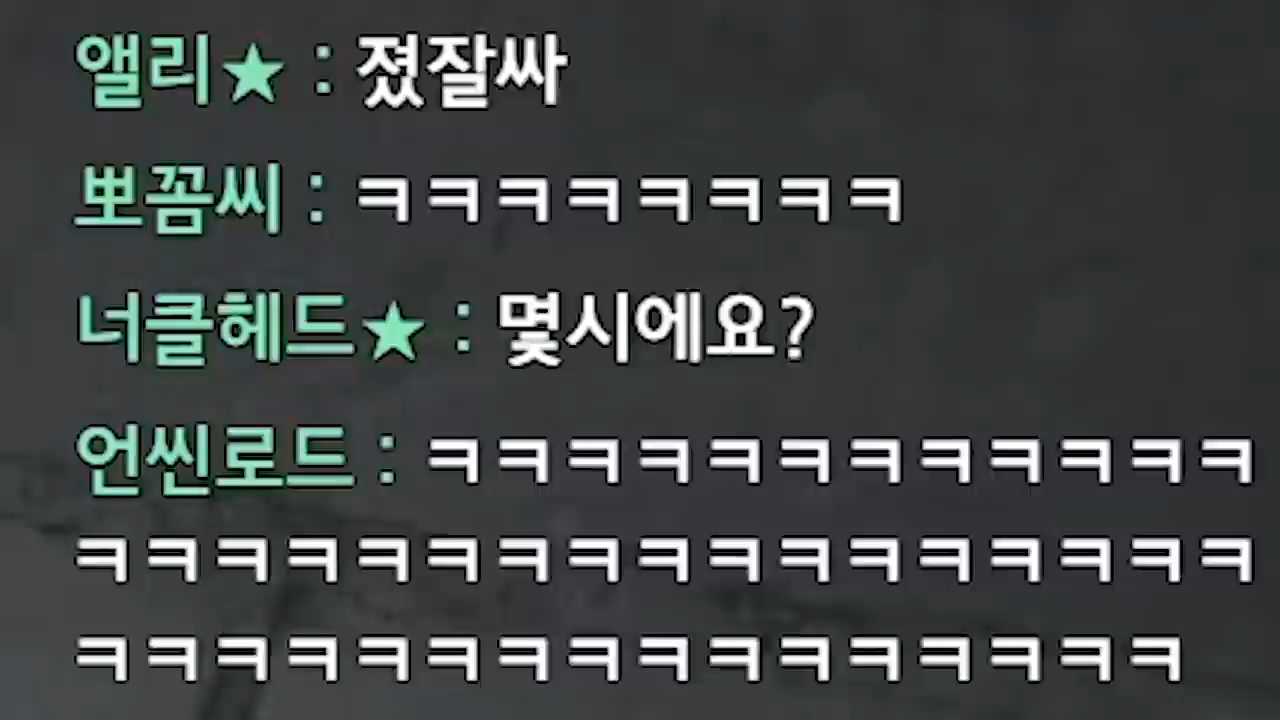 앨리★ : 졌잘싸
뽀꼼씨 : ㅋㅋㅋㅋㅋㅋㅋㅋ
너클헤드★ : 몇시에요?
언씬로드 : ㅋㅋㅋㅋㅋㅋㅋㅋㅋㅋㅋㅋ
ㅋㅋㅋㅋㅋㅋㅋㅋㅋㅋㅋㅋㅋㅋㅋㅋㅋ
ㅋㅋㅋㅋㅋㅋㅋㅋㅋㅋㅋㅋㅋㅋㅋㅋ